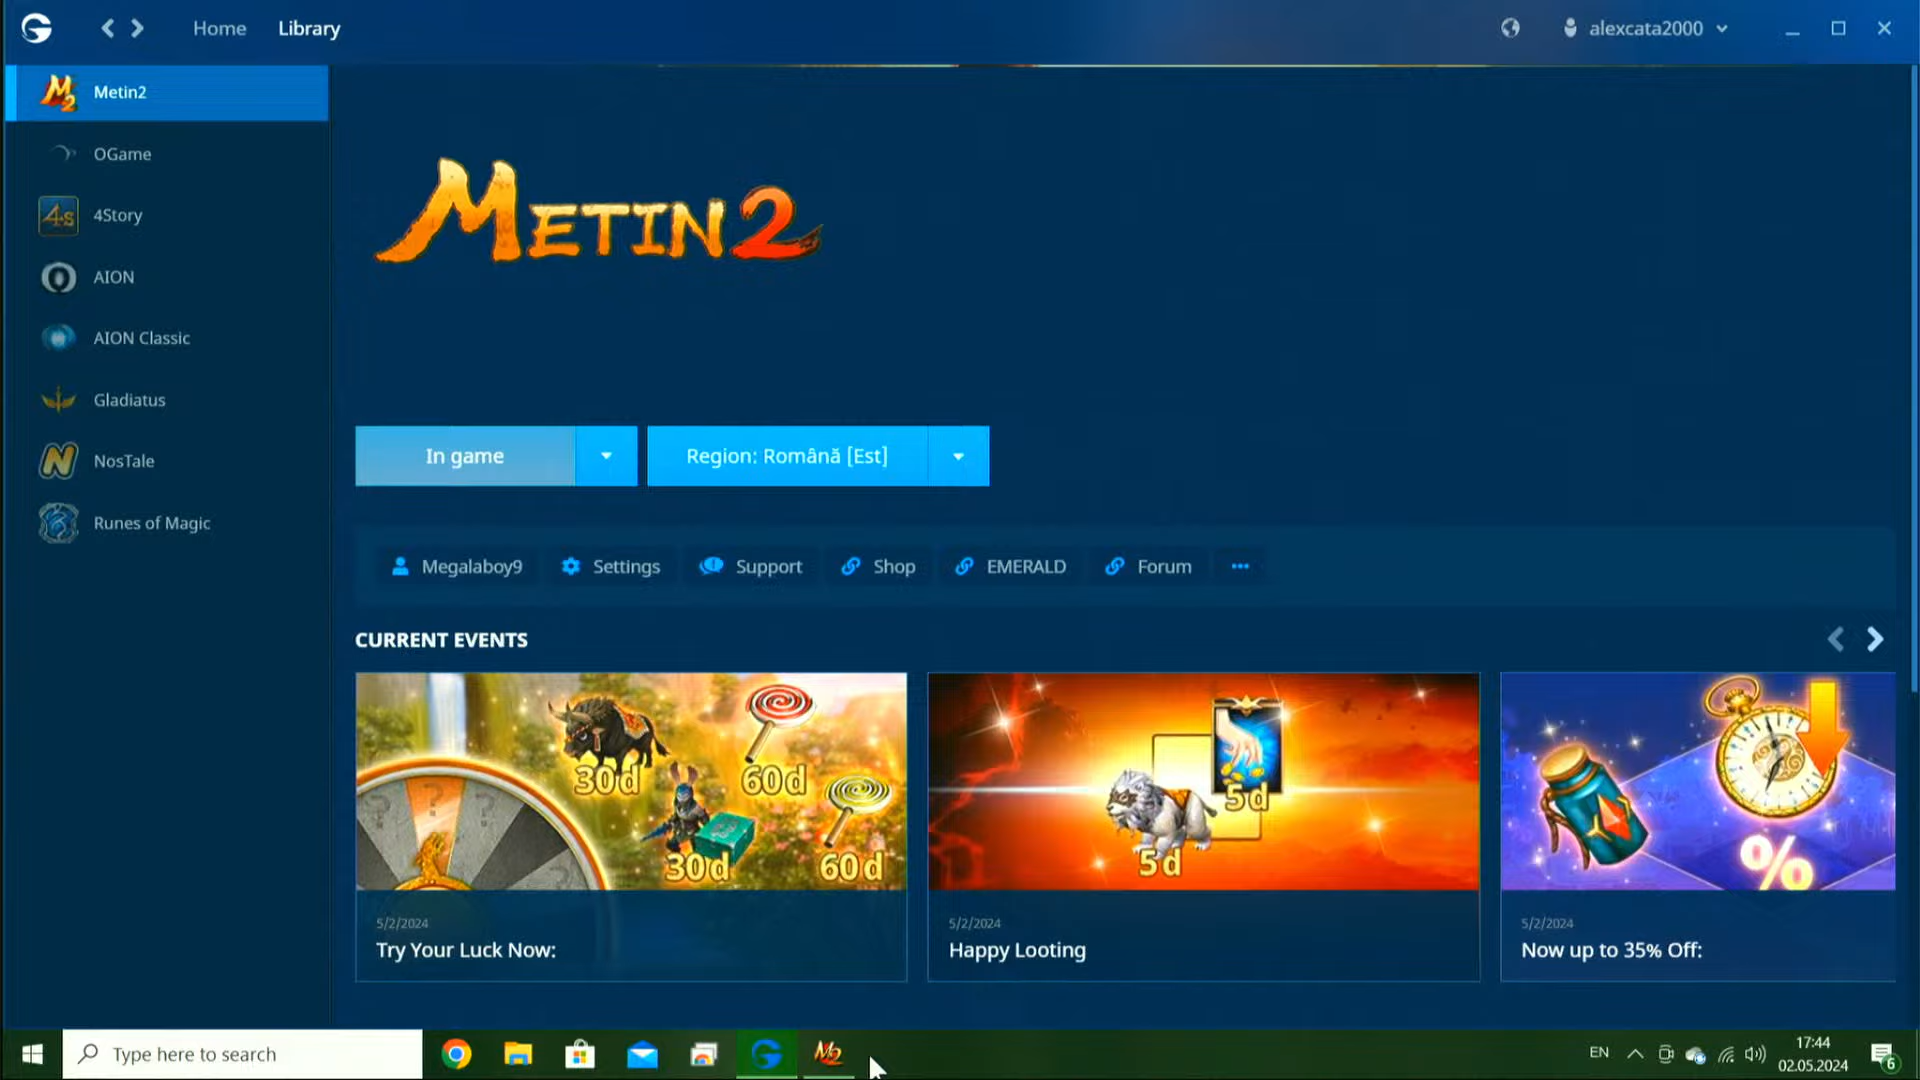 Home Library alexcata2000
Metin2
OGame
4Story
AION
AION Classic
Gladiatus
NosTale
Runes of Magic
METIN2
In game Region: Română [Est]
Megalaboy9 Settings Support Shop EMERALD Forum
CURRENT EVENTS
30d 60d
30d 60d
5d
5d
%
5/2/2024
Try Your Luck Now:
5/2/2024
Happy Looting
5/2/2024
Now up to 35% Off:
Type here to search
EN
17:44
02.05.2024
6